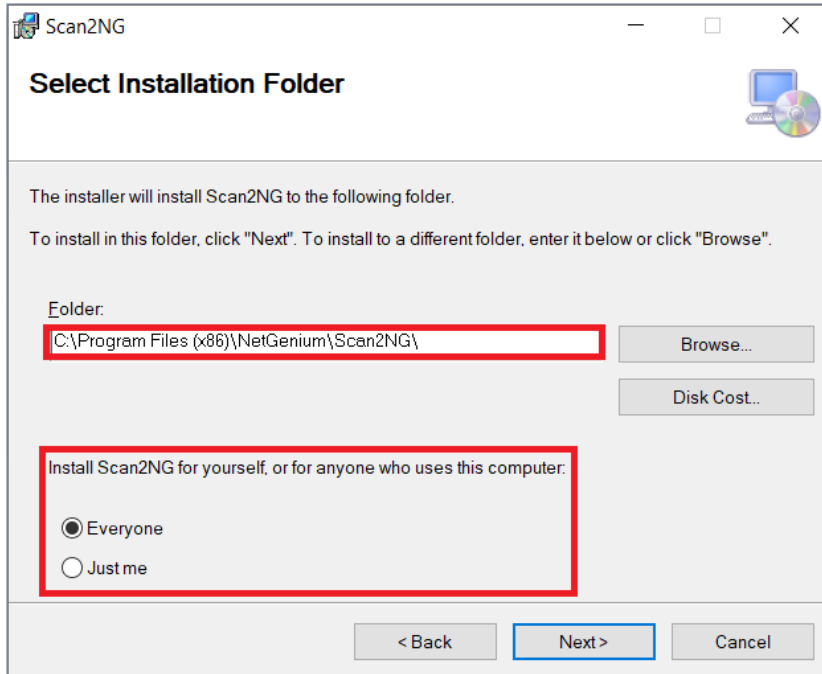 Scan2NG
Select Installation Folder
The installer will install Scan2NG to the following folder.
To install in this folder, click "Next". To install to a different folder, enter it below or click "Browse".
Folder:
C:\Program Files (x86)\NetGenium\Scan2NG\
Browse...
Disk Cost...
Install Scan2NG for yourself, or for anyone who uses this computer:
Everyone
Just me
< Back
Next >
Cancel